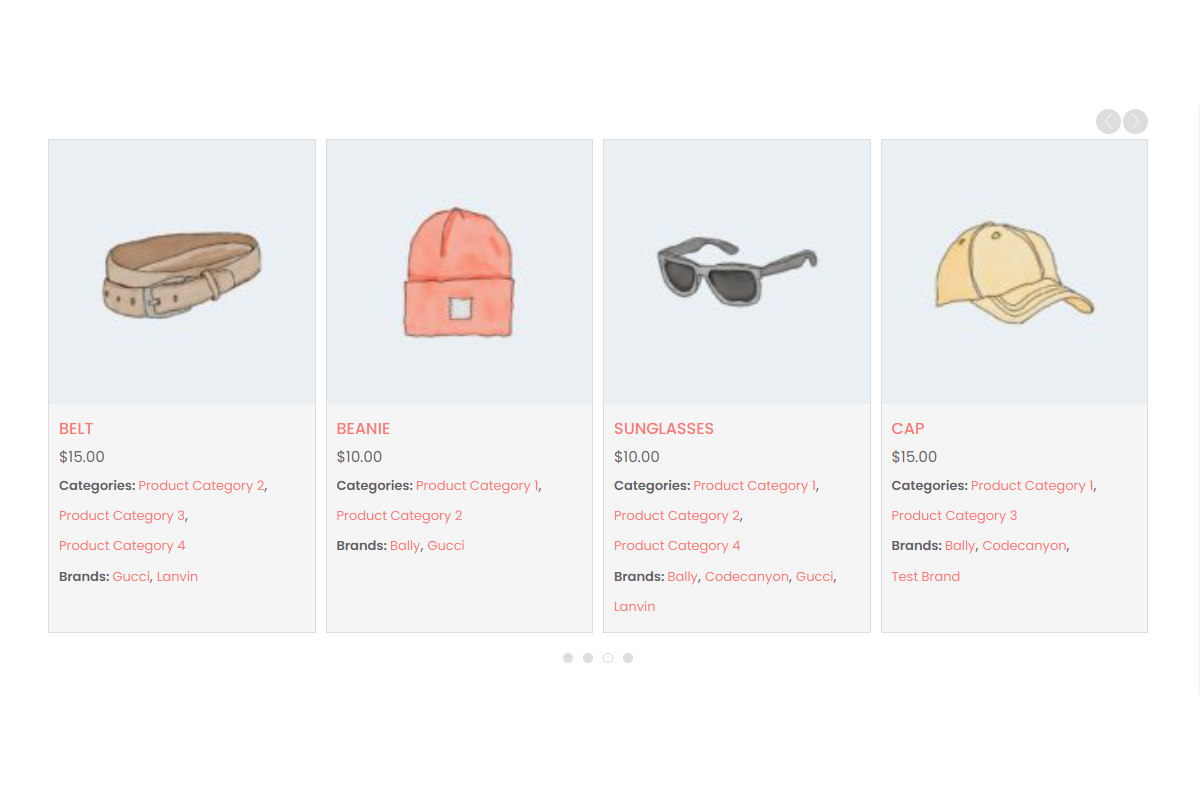 BELT
$15.00
Categories: Product Category 2,
Product Category 3,
Product Category 4
Brands: Gucci, Lanvin
BEANIE
$10.00
Categories: Product Category 1,
Product Category 2
Brands: Bally, Gucci
SUNGLASSES
$10.00
Categories: Product Category 1,
Product Category 2,
Product Category 4
Brands: Bally, Codecanyon, Gucci,
Lanvin
CAP
$15.00
Categories: Product Category 1,
Product Category 3
Brands: Bally, Codecanyon,
Test Brand